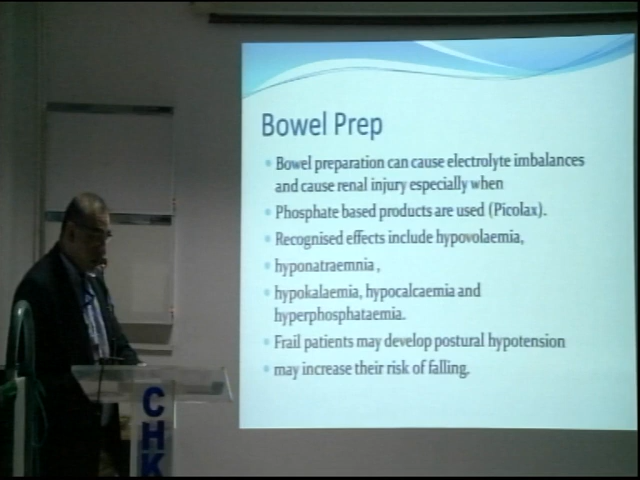 Bowel Prep
Bowel preparation can cause electrolyte imbalances
and cause renal injury especially when
Phosphate based products are used (Picolax).
Recognised effects include hypovolaemia,
hyponatraemnia ,
hypokalaemia, hypocalcaemia and
hyperphosphataemia.
Frail patients may develop postural hypotension
may increase their risk of falling.
CHK